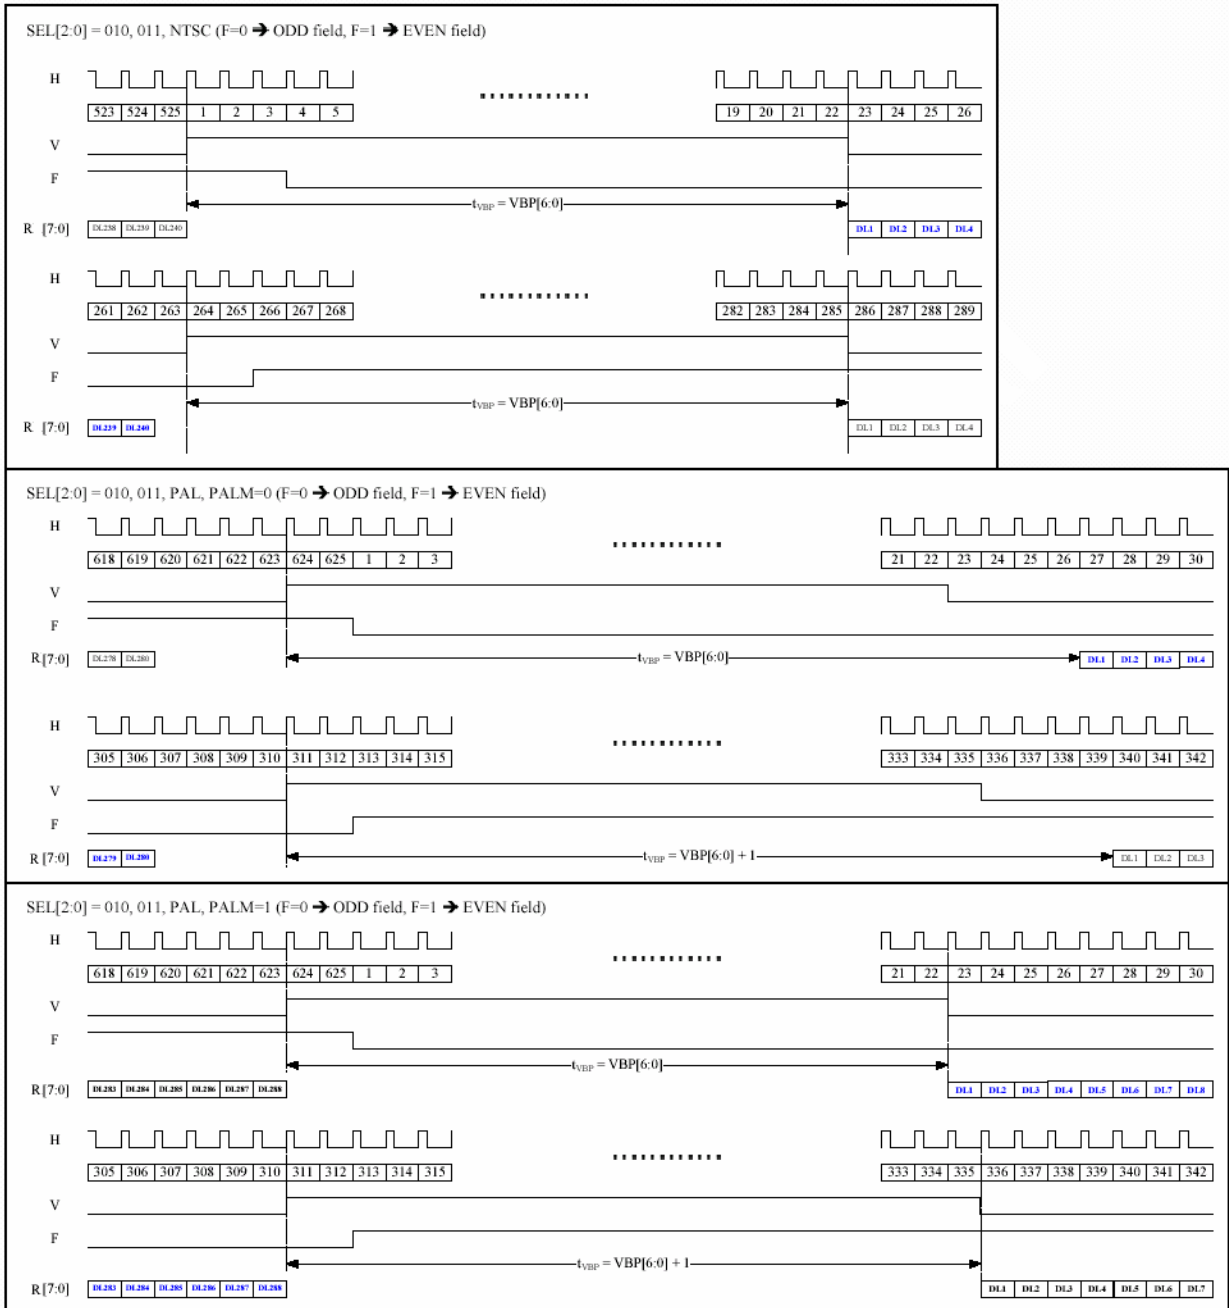 SEL[2:0] = 010, 011, NTSC (F=0 ➔ ODD field, F=1 ➔ EVEN field)
H
523 524 525 1 2 3 4 5 19 20 21 22 23 24 25 26
V
F
tVBP = VBP[6:0]
R [7:0] DL238 DL239 DL240 DL1 DL2 DL3 DL4
H
261 262 263 264 265 266 267 268 282 283 284 285 286 287 288 289
V
F
tVBP = VBP[6:0]
R [7:0] DL239 DL240 DL1 DL2 DL3 DL4
SEL[2:0] = 010, 011, PAL, PALM=0 (F=0 ➔ ODD field, F=1 ➔ EVEN field)
H
618 619 620 621 622 623 624 625 1 2 3 21 22 23 24 25 26 27 28 29 30
V
F
R [7:0] DL278 DL280 tVBP = VBP[6:0] DL1 DL2 DL3 DL4
H
305 306 307 308 309 310 311 312 313 314 315 333 334 335 336 337 338 339 340 341 342
V
F
R [7:0] DL279 DL280 tVBP = VBP[6:0] + 1 DL1 DL2 DL3
SEL[2:0] = 010, 011, PAL, PALM=1 (F=0 ➔ ODD field, F=1 ➔ EVEN field)
H
618 619 620 621 622 623 624 625 1 2 3 21 22 23 24 25 26 27 28 29 30
V
F
tVBP = VBP[6:0]
R [7:0] DL283 DL284 DL285 DL286 DL287 DL288 DL1 DL2 DL3 DL4 DL5 DL6 DL7 DL8
H
305 306 307 308 309 310 311 312 313 314 315 333 334 335 336 337 338 339 340 341 342
V
F
tVBP = VBP[6:0] + 1
R [7:0] DL283 DL284 DL285 DL286 DL287 DL288 DL1 DL2 DL3 DL4 DL5 DL6 DL7